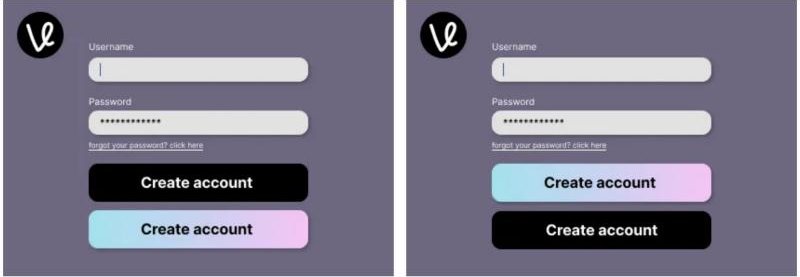 Username
Password
************
forgot your password? click here
Create account
Create account
Username
Password
************
forgot your password? click here
Create account
Create account